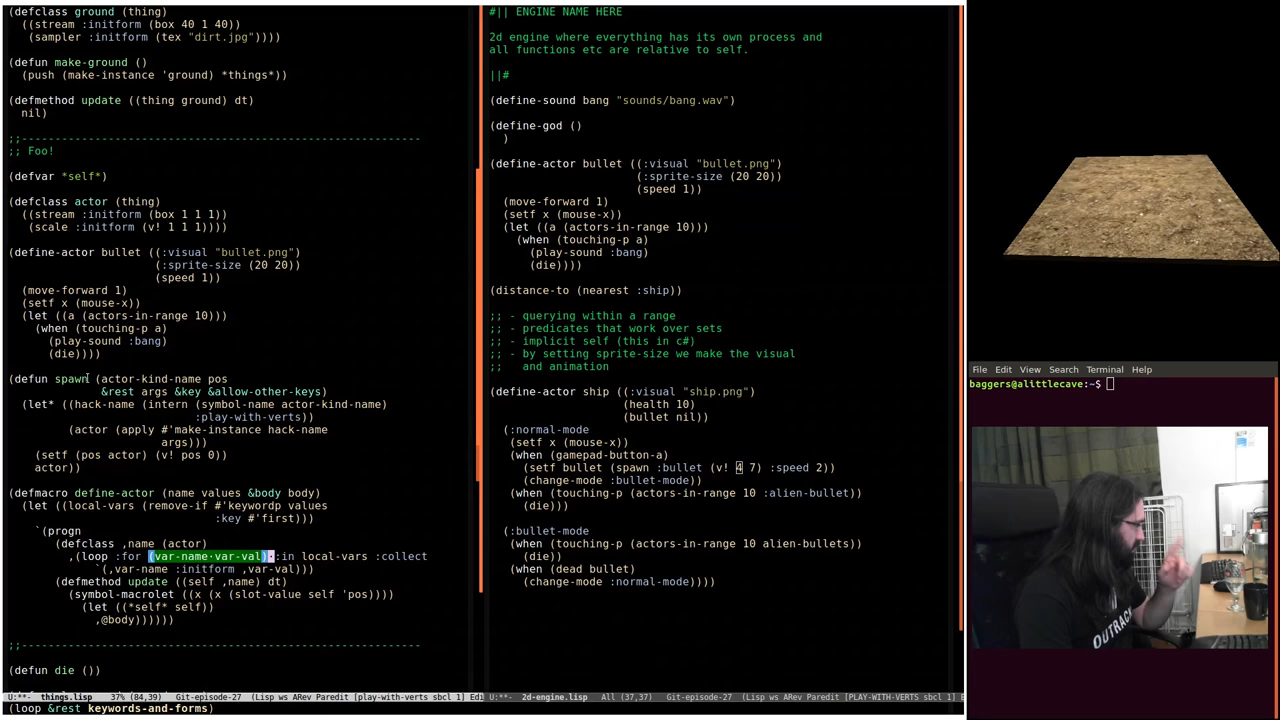 (defclass ground (thing)
  ((stream :initform (box 40 1 40))
   (sampler :initform (tex "dirt.jpg"))))

(defun make-ground ()
  (push (make-instance 'ground) *things*))

(defmethod update ((thing ground) dt)
  nil)

;;-------------------------------------------------------------
;; Foo!

(defvar *self*)

(defclass actor (thing)
  ((stream :initform (box 1 1 1))
   (scale :initform (v! 1 1 1))))

(define-actor bullet ((:visual "bullet.png")
                      (:sprite-size (20 20))
                      (speed 1))
  (move-forward 1)
  (setf x (mouse-x))
  (let ((a (actors-in-range 10)))
    (when (touching-p a)
      (play-sound :bang)
      (die))))

(defun spawn (actor-kind-name pos
              &rest args &key &allow-other-keys)
  (let* ((hack-name (intern (symbol-name actor-kind-name)
                            :play-with-verts))
         (actor (apply #'make-instance hack-name
                       args)))
    (setf (pos actor) (v! pos 0))
    actor))

(defmacro define-actor (name values &body body)
  (let ((local-vars (remove-if #'keywordp values
                               :key #'first)))
    `(progn
       (defclass ,name (actor)
         ,(loop :for (var-name·var-val)·:in local-vars :collect
             `(,var-name :initform ,var-val)))
       (defmethod update ((self ,name) dt)
         (symbol-macrolet ((x (x (slot-value self 'pos))))
           (let ((*self* self))
             ,@body))))))

;;-------------------------------------------------------------

(defun die ())
U:**-  things.lisp    37% (84,39)    Git-episode-27    (Lisp ws ARev Paredit [play-with-verts sbcl 1] Edi
(loop &rest keywords-and-forms)
#|| ENGINE NAME HERE

2d engine where everything has its own process and
all functions etc are relative to self.

||#

(define-sound bang "sounds/bang.wav")

(define-god ()
  )

(define-actor bullet ((:visual "bullet.png")
                      (:sprite-size (20 20))
                      (speed 1))
  (move-forward 1)
  (setf x (mouse-x))
  (let ((a (actors-in-range 10)))
    (when (touching-p a)
      (play-sound :bang)
      (die))))

(distance-to (nearest :ship))

;; - querying within a range
;; - predicates that work over sets
;; - implicit self (this in c#)
;; - by setting sprite-size we make the visual
;;   and animation

(define-actor ship ((:visual "ship.png")
                    (health 10)
                    (bullet nil))
  (:normal-mode
   (setf x (mouse-x))
   (when (gamepad-button-a)
     (setf bullet (spawn :bullet (v! 4 7) :speed 2))
     (change-mode :bullet-mode))
   (when (touching-p (actors-in-range 10 :alien-bullet))
     (die)))

  (:bullet-mode
   (when (touching-p (actors-in-range 10 alien-bullets))
     (die))
   (when (dead bullet)
     (change-mode :normal-mode))))
U:**-  2d-engine.lisp    All (37,37)    Git-episode-27    (Lisp ws ARev Paredit [PLAY-WITH-VERTS sbcl 1] E
File Edit View Search Terminal Help
baggers@alittlecave:~$
OUTRACK